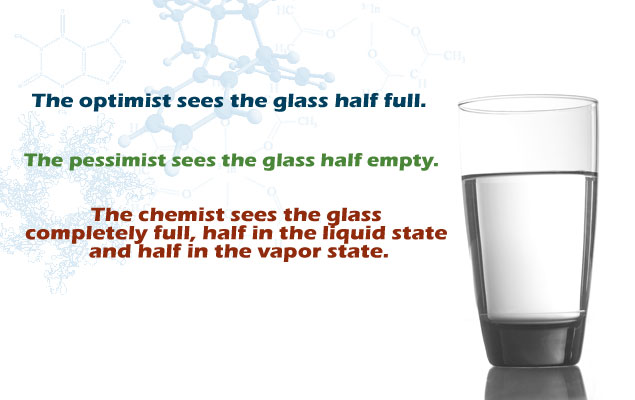 The optimist sees the glass half full.
The pessimist sees the glass half empty.
The chemist sees the glass
completely full, half in the liquid state
and half in the vapor state.